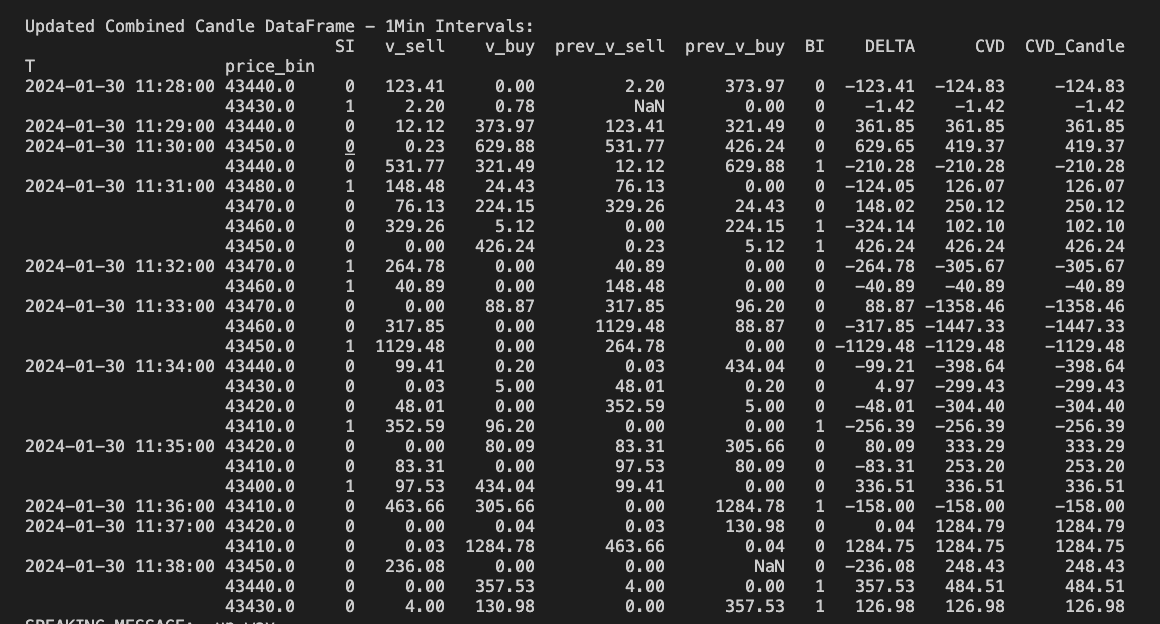 Updated Combined Candle DataFrame – 1Min Intervals:
SI v_sell v_buy prev_v_sell prev_v_buy BI DELTA CVD CVD_Candle
T price_bin
2024-01-30 11:28:00 43440.0 0 123.41 0.00 2.20 373.97 0 -123.41 -124.83 -124.83
43430.0 1 2.20 0.78 NaN 0.00 0 -1.42 -1.42 -1.42
2024-01-30 11:29:00 43440.0 0 12.12 373.97 123.41 321.49 0 361.85 361.85 361.85
2024-01-30 11:30:00 43450.0 0 0.23 629.88 531.77 426.24 0 629.65 419.37 419.37
43440.0 0 531.77 321.49 12.12 629.88 1 -210.28 -210.28 -210.28
2024-01-30 11:31:00 43480.0 1 148.48 24.43 76.13 0.00 0 -124.05 126.07 126.07
43470.0 0 76.13 224.15 329.26 24.43 0 148.02 250.12 250.12
43460.0 0 329.26 5.12 0.00 224.15 1 -324.14 102.10 102.10
43450.0 0 0.00 426.24 0.23 5.12 1 426.24 426.24 426.24
2024-01-30 11:32:00 43470.0 1 264.78 0.00 40.89 0.00 0 -264.78 -305.67 -305.67
43460.0 1 40.89 0.00 148.48 0.00 0 -40.89 -40.89 -40.89
2024-01-30 11:33:00 43470.0 0 0.00 88.87 317.85 96.20 0 88.87 -1358.46 -1358.46
43460.0 0 317.85 0.00 1129.48 88.87 0 -317.85 -1447.33 -1447.33
43450.0 1 1129.48 0.00 264.78 0.00 0 -1129.48 -1129.48 -1129.48
2024-01-30 11:34:00 43440.0 0 99.41 0.20 0.03 434.04 0 -99.21 -398.64 -398.64
43430.0 0 0.03 5.00 48.01 0.20 0 4.97 -299.43 -299.43
43420.0 0 48.01 0.00 352.59 5.00 0 -48.01 -304.40 -304.40
43410.0 1 352.59 96.20 0.00 0.00 1 -256.39 -256.39 -256.39
2024-01-30 11:35:00 43420.0 0 0.00 80.09 83.31 305.66 0 80.09 333.29 333.29
43410.0 0 83.31 0.00 97.53 80.09 0 -83.31 253.20 253.20
43400.0 1 97.53 434.04 99.41 0.00 0 336.51 336.51 336.51
2024-01-30 11:36:00 43410.0 0 463.66 305.66 0.00 1284.78 1 -158.00 -158.00 -158.00
2024-01-30 11:37:00 43420.0 0 0.00 0.04 0.03 130.98 0 0.04 1284.79 1284.79
43410.0 0 0.03 1284.78 463.66 0.04 0 1284.75 1284.75 1284.75
2024-01-30 11:38:00 43450.0 0 236.08 0.00 0.00 NaN 0 -236.08 248.43 248.43
43440.0 0 0.00 357.53 4.00 0.00 1 357.53 484.51 484.51
43430.0 0 4.00 130.98 0.00 357.53 1 126.98 126.98 126.98
SPEAKING MESSAGE: